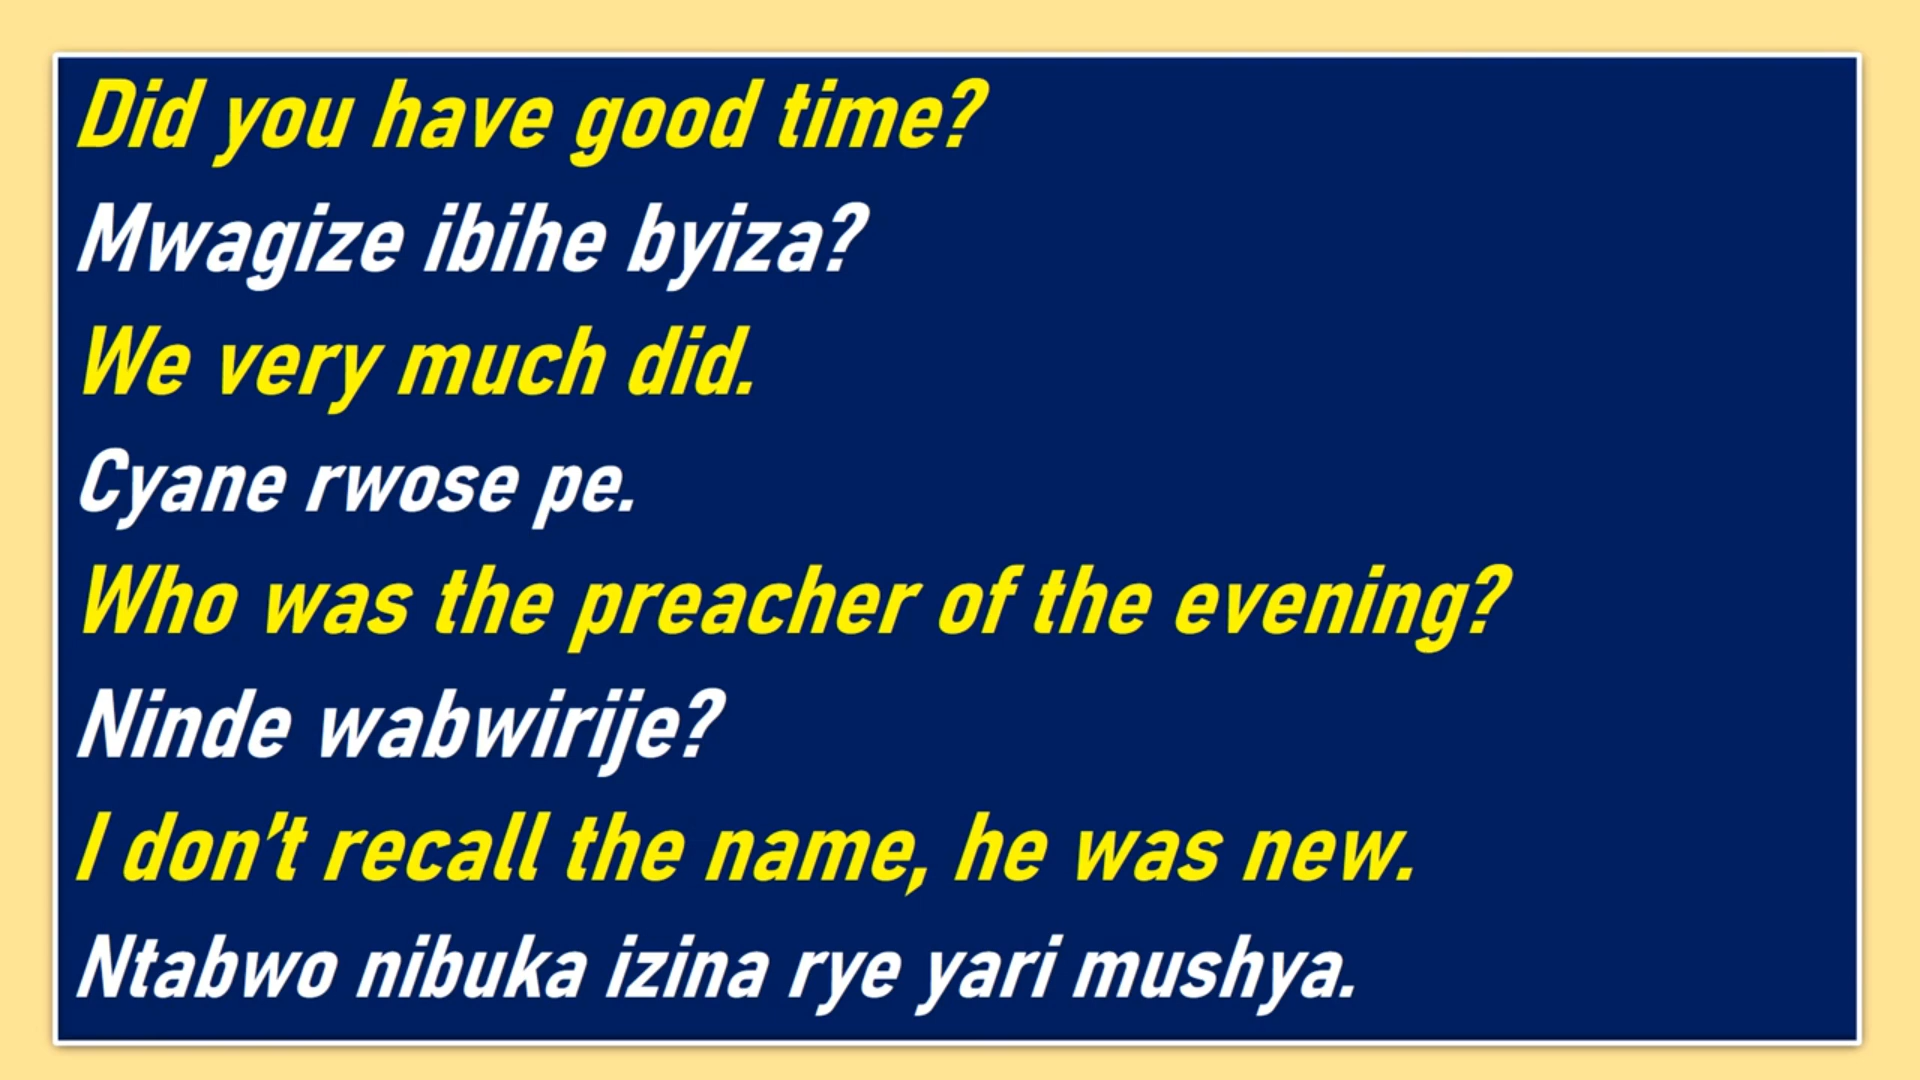 Did you have good time?
Mwagize ibihe byiza?
We very much did.
Cyane rwose pe.
Who was the preacher of the evening?
Ninde wabwirije?
I don’t recall the name, he was new.
Ntabwo nibuka izina rye yari mushya.